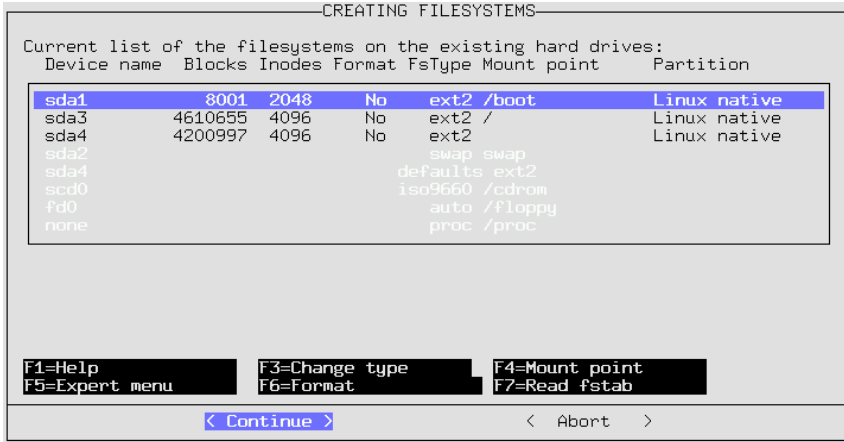 CREATING FILESYSTEMS
Current list of the filesystems on the existing hard drives:
Device name Blocks Inodes Format FsType Mount point Partition
sda1 8001 2048 No ext2 /boot Linux native
sda3 4610655 4096 No ext2 / Linux native
sda4 4200997 4096 No ext2 Linux native
sda2 swap swap
sda4 defaults ext2
scd0 iso9660 /cdrom
fd0 auto /floppy
none proc /proc
F1=Help F3=Change type F4=Mount point
F5=Expert menu F6=Format F7=Read fstab
< Continue > < Abort >